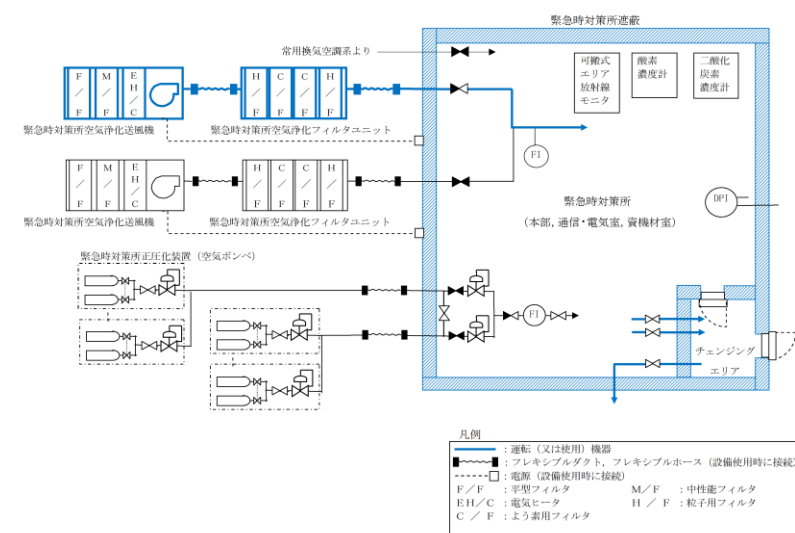 緊急時対策所遮蔽
常用換気空調系より
可搬式
エリア
放射線
モニタ
酸素
濃度計
二酸化
炭素
濃度計
F/F
M/F
EH/C
H/F
C/F
C/F
H/F
緊急時対策所空気浄化送風機
緊急時対策所空気浄化フィルタユニット
FI
F/F
M/F
EH/C
H/F
C/F
C/F
H/F
緊急時対策所空気浄化送風機
緊急時対策所空気浄化フィルタユニット
緊急時対策所
(本部,通信・電気室,資機材室)
DPI
緊急時対策所正圧化装置(空気ボンベ)
FI
チェンジング
エリア
凡例
:運転(又は使用)機器
:フレキシブルダクト,フレキシブルホース(設備使用時に接続)
:電源(設備使用時に接続)
F/F :平型フィルタ M/F :中性能フィルタ
EH/C :電気ヒータ H/F :粒子用フィルタ
C/F :よう素用フィルタ